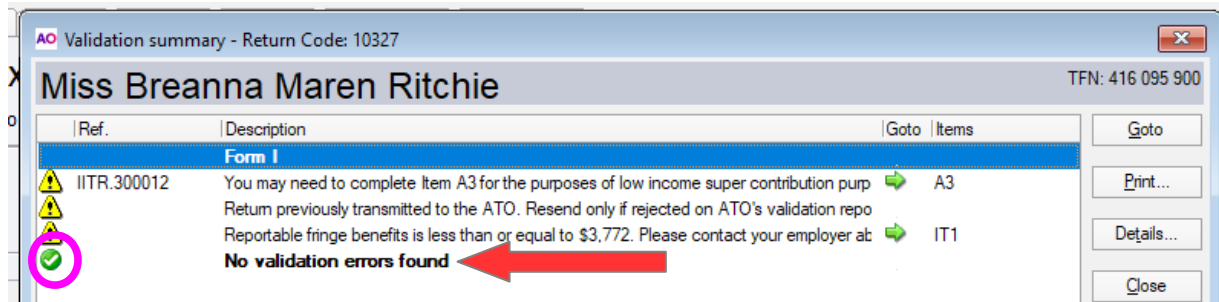 AO Validation summary - Return Code: 10327
Miss Breanna Maren Ritchie
TFN: 416 095 900
Ref. Description Goto Items
Form I
IITR.300012 You may need to complete Item A3 for the purposes of low income super contribution purp A3
Return previously transmitted to the ATO. Resend only if rejected on ATO's validation repo
Reportable fringe benefits is less than or equal to $3,772. Please contact your employer ab IT1
No validation errors found
Goto
Print...
Details...
Close